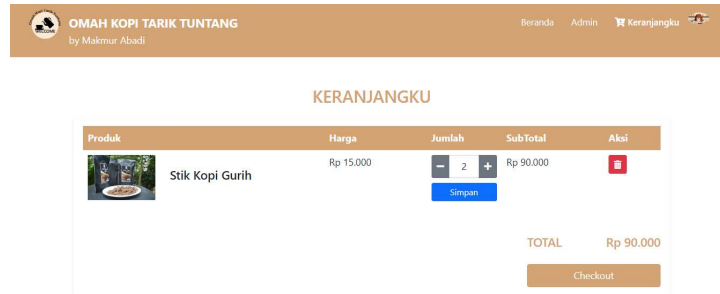 OMAH KOPI TARIK TUNTANG
by Makmur Abadi
Beranda Admin Keranjangku
KERANJANGKU
Produk Harga Jumlah SubTotal Aksi
Stik Kopi Gurih Rp 15.000 2 Rp 90.000
Simpan
TOTAL Rp 90.000
Checkout